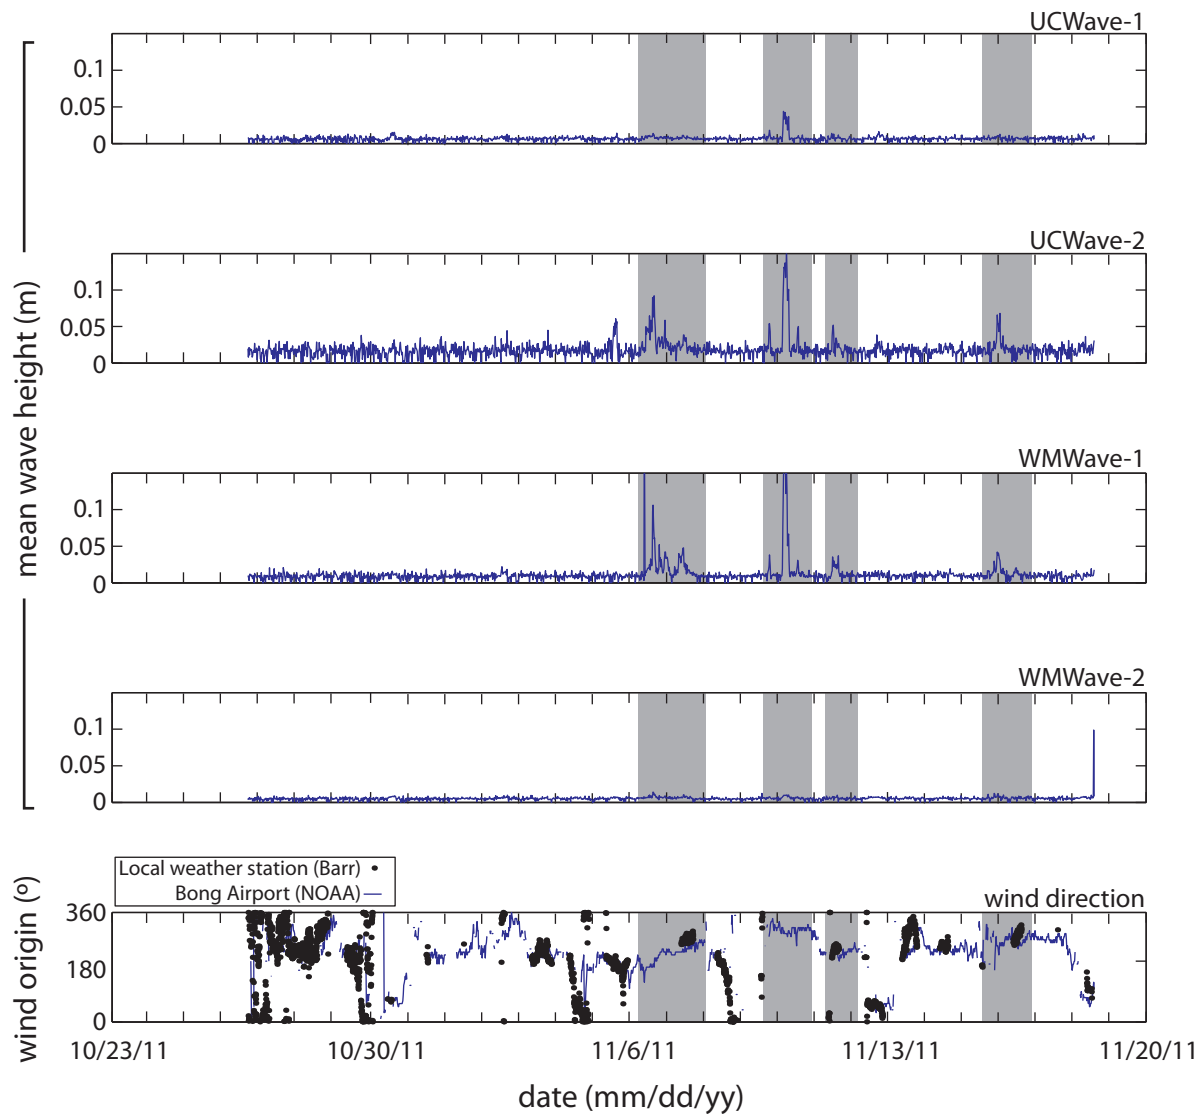 UCWave-1
0.1
0.05
0
UCWave-2
0.1
0.05
0
WMWave-1
0.1
0.05
0
WMWave-2
0.1
0.05
0
mean wave height (m)
Local weather station (Barr)
Bong Airport (NOAA)
wind direction
360
180
0
wind origin (º)
10/23/11 10/30/11 11/6/11 11/13/11 11/20/11
date (mm/dd/yy)